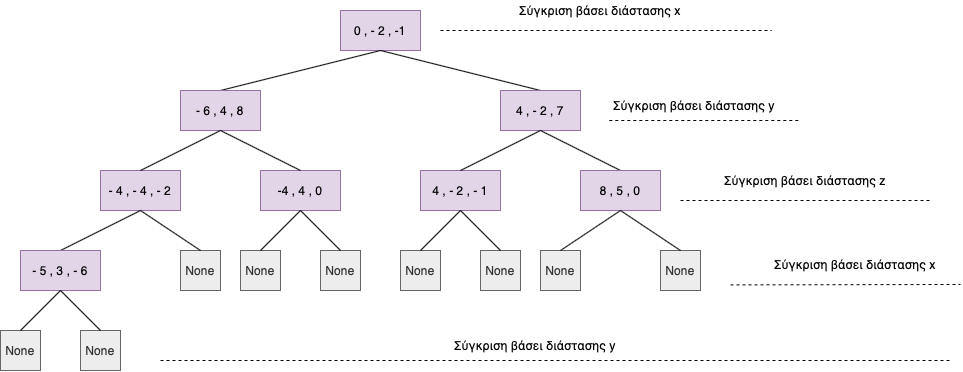 Σύγκριση βάσει διάστασης x
0 , - 2 , -1
Σύγκριση βάσει διάστασης y
- 6 , 4 , 8
4 , - 2 , 7
Σύγκριση βάσει διάστασης z
- 4 , - 4 , - 2
-4 , 4 , 0
4 , - 2 , - 1
8 , 5 , 0
Σύγκριση βάσει διάστασης x
- 5 , 3 , - 6
None
None
None
None
None
None
None
Σύγκριση βάσει διάστασης y
None
None